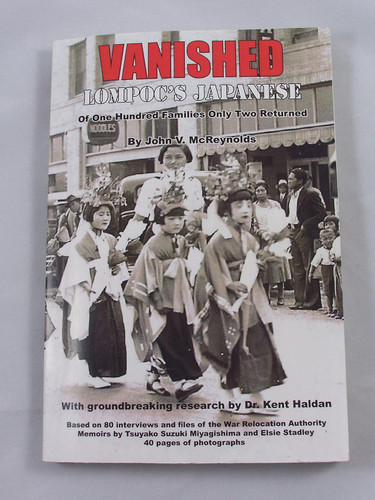 VANISHED
LOMPOC'S JAPANESE
Of One Hundred Families Only Two Returned
By John V. McReynolds
NOODLES
With groundbreaking research by Dr. Kent Haldan
Based on 80 interviews and files of the War Relocation Authority
Memoirs by Tsuyako Suzuki Miyagishima and Elsie Stadley
40 pages of photographs